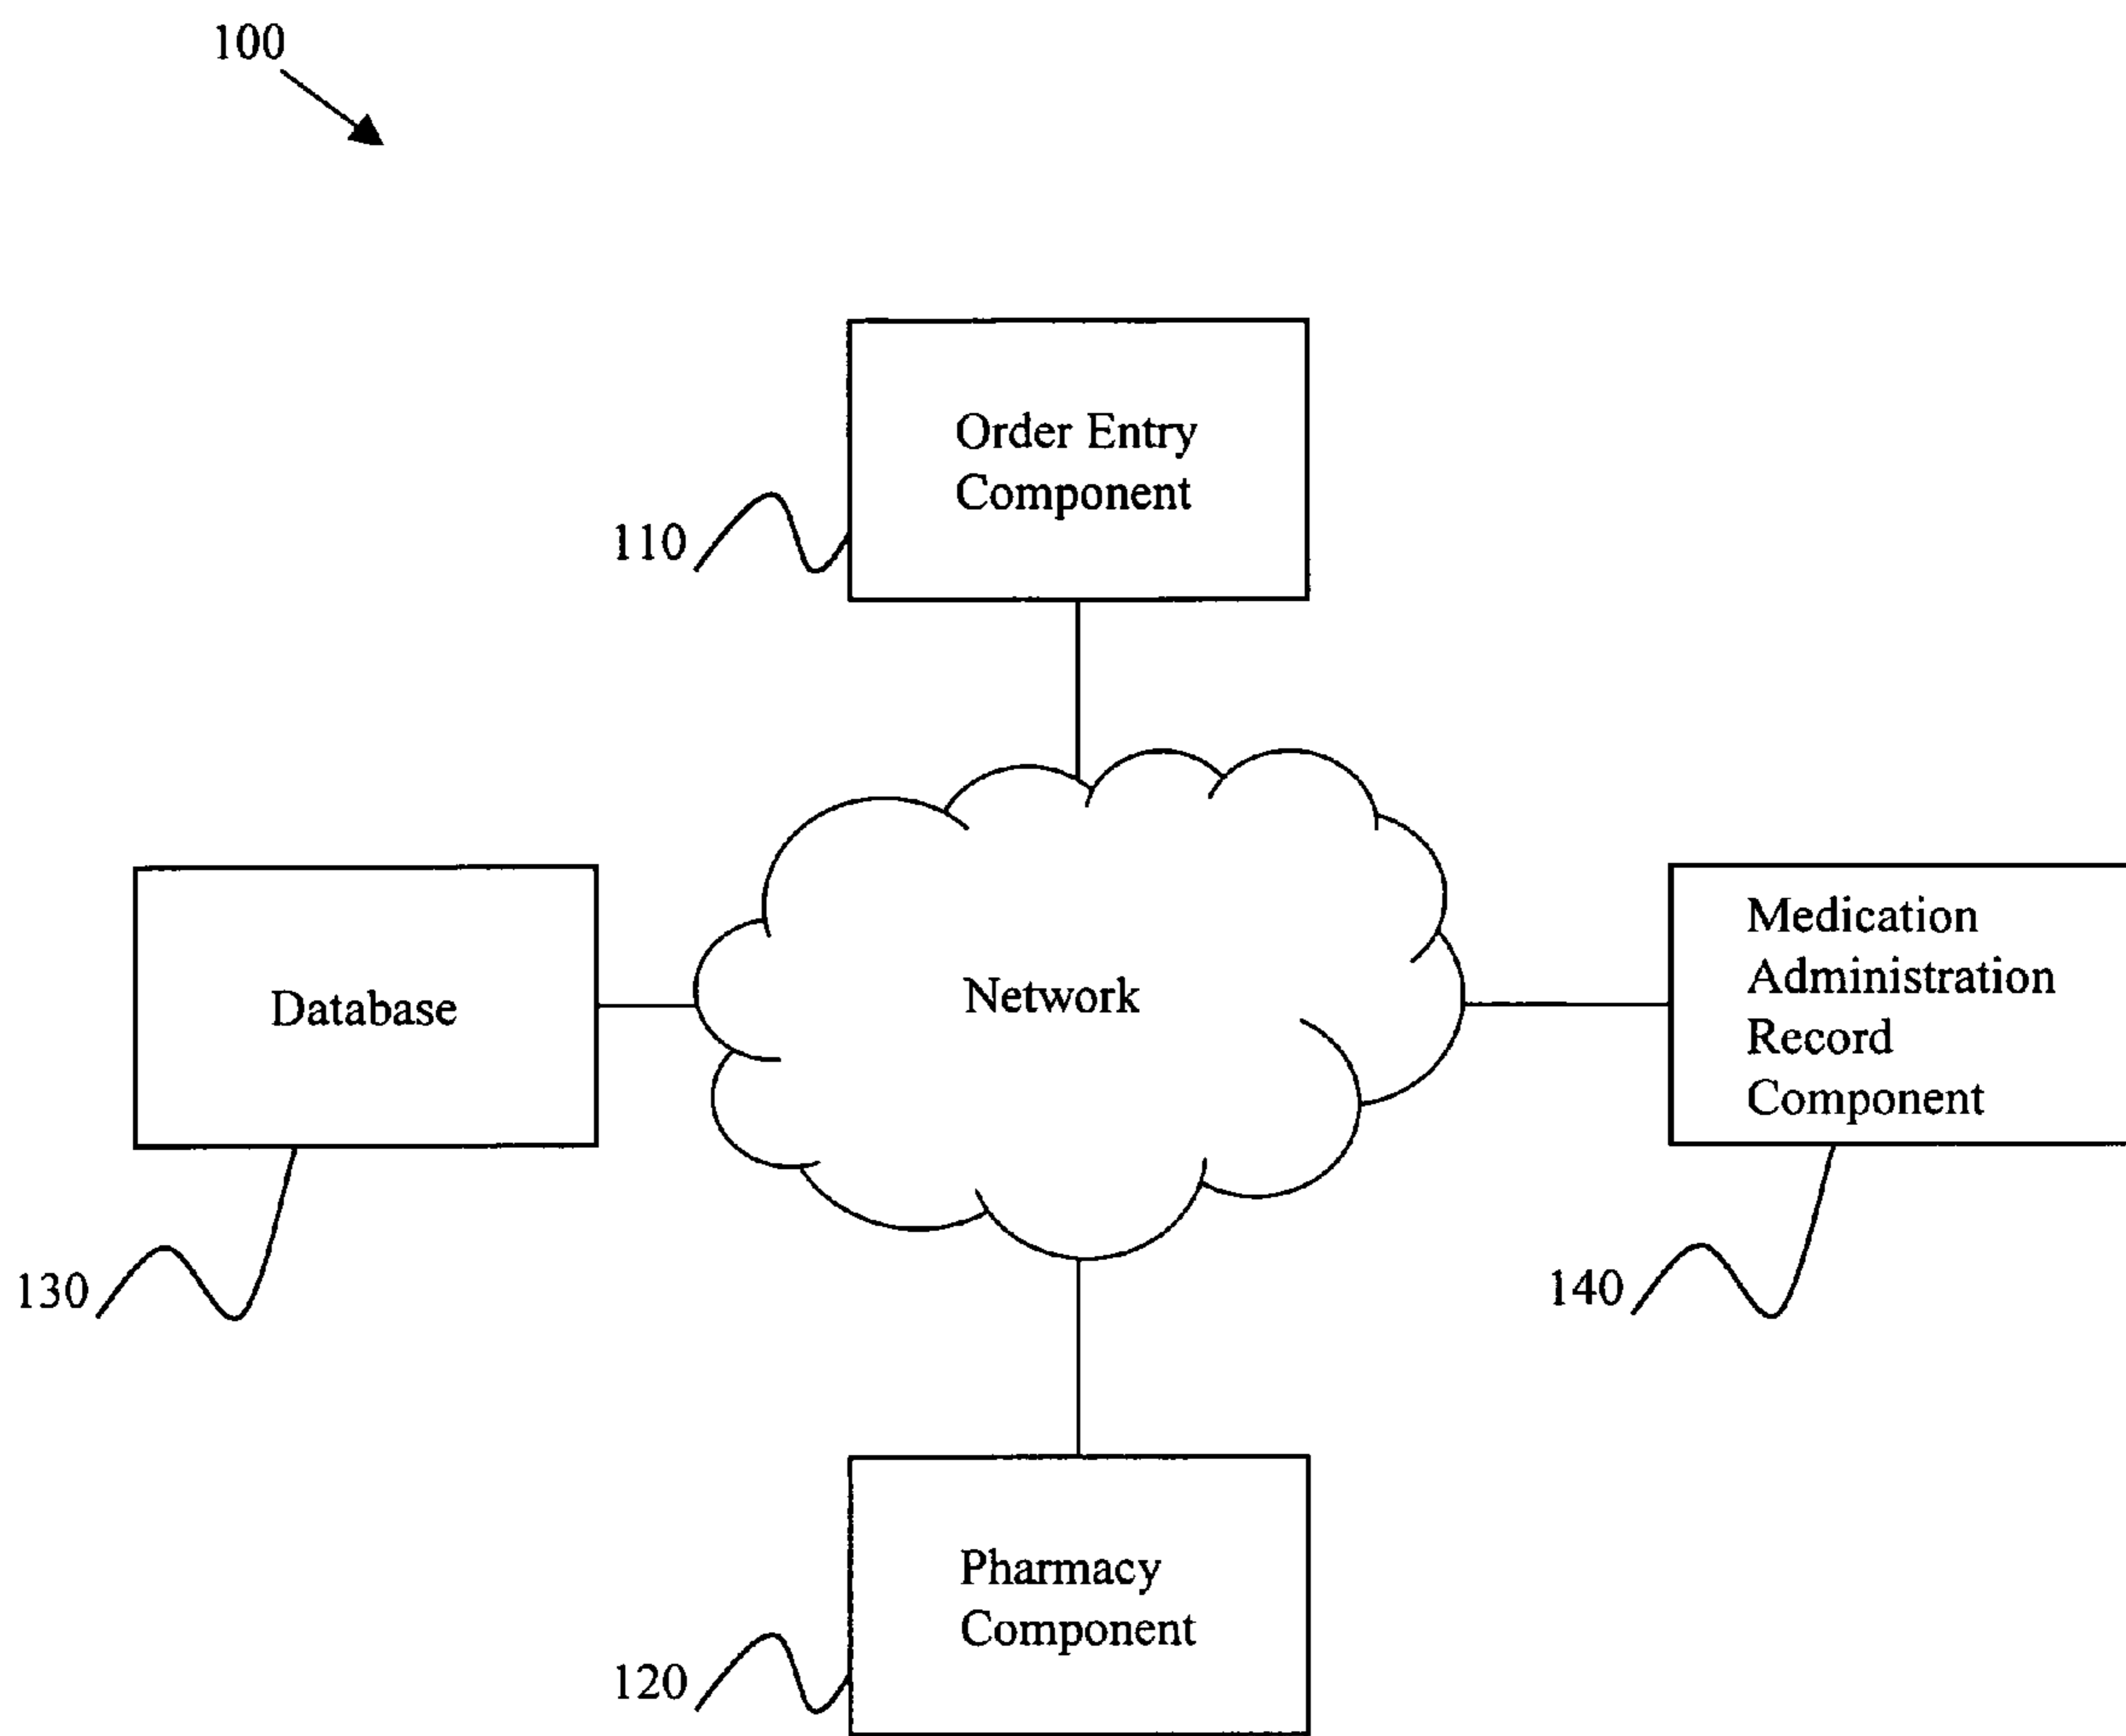 100
Order Entry
Component
110
Database
Network
Medication
Administration
Record
Component
130
140
Pharmacy
Component
120